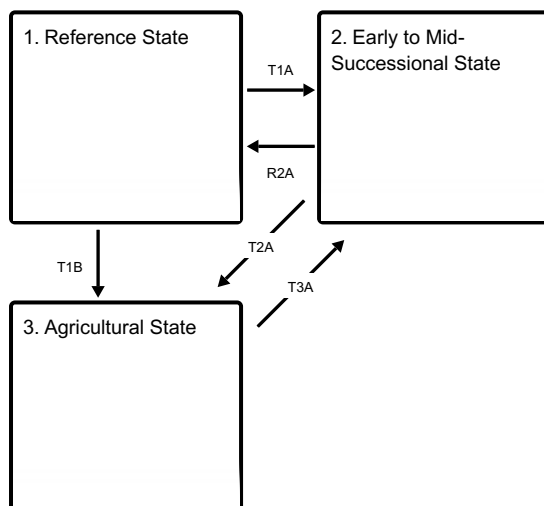 1. Reference State
2. Early to Mid-
Successional State
T1A
R2A
T2A
T1B
T3A
3. Agricultural State